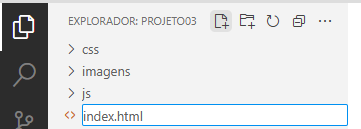 EXPLORADOR: PROJETO03
css
imagens
js
index.html